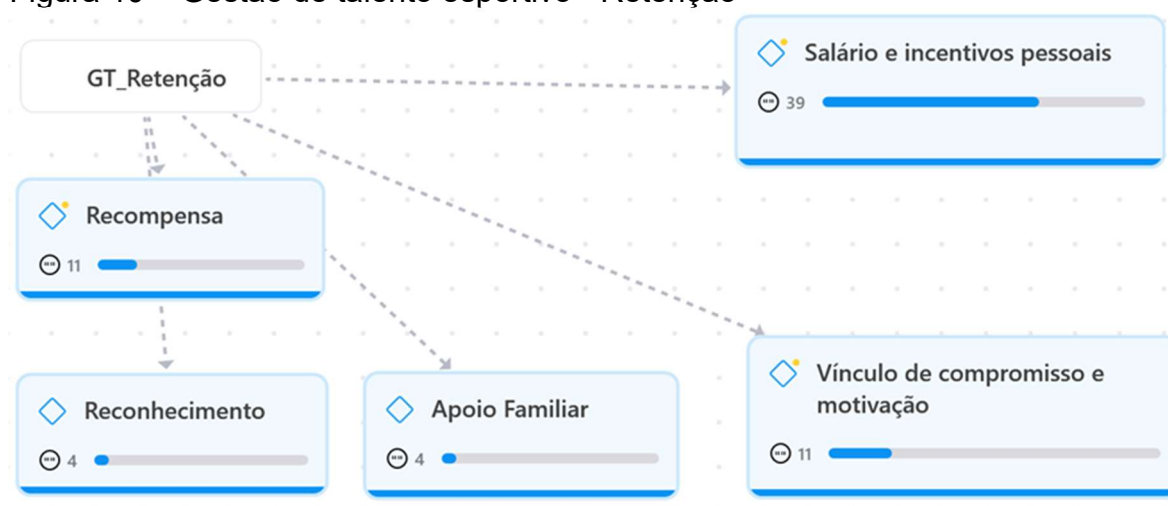 GT_Retenção
Salário e incentivos pessoais
39
Recompensa
11
Reconhecimento
4
Apoio Familiar
4
Vínculo de compromisso e
motivação
11